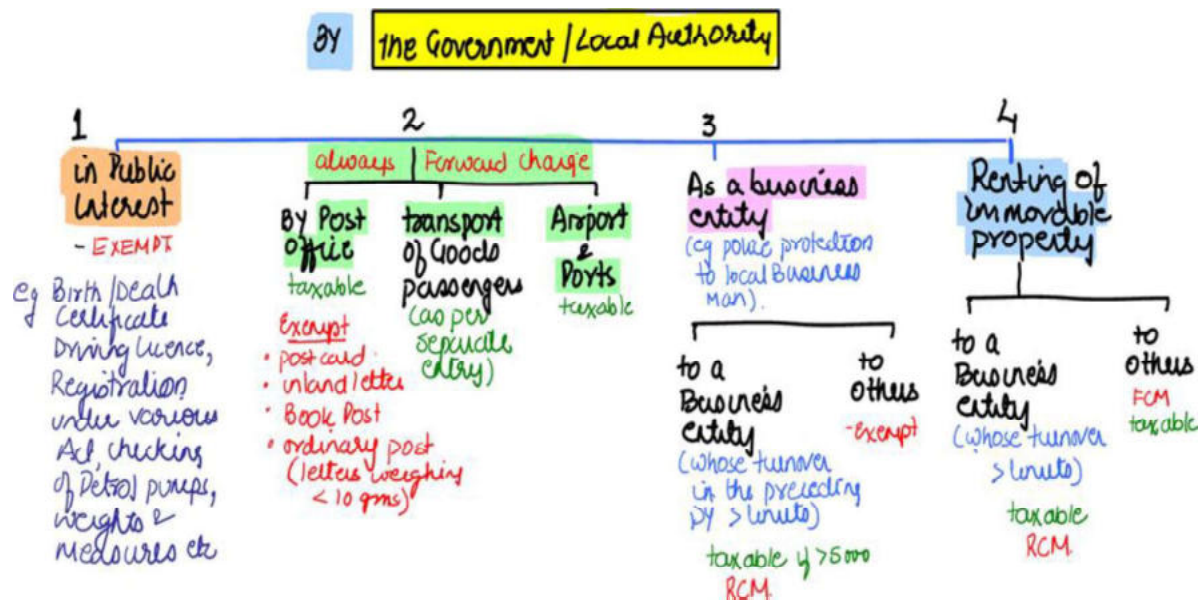 BY The Government / Local Authority
1
in Public
interest
- EXEMPT
eg Birth/Death
Certificate
Driving licence,
Registration
under various
Act, checking
of Petrol pumps,
weights &
measures etc
2
always | Forward charge
By Post
office
taxable
Exempt
• post card
• inland letter
• Book Post
• ordinary post
(letters weighing
< 10 gms)
transport
of Goods
passengers
(as per
separate
entry)
Airport
&
Ports
taxable
3
As a business
entity
(eg police protection
to local Business
man).
to a
Business
entity
(whose turnover
in the preceding
PY > limits)
taxable if >5000
RCM.
to
others
-exempt
4
Renting of
immovable
property
to a
Business
entity
(whose turnover
> limits)
taxable
RCM.
to
others
FCM
taxable